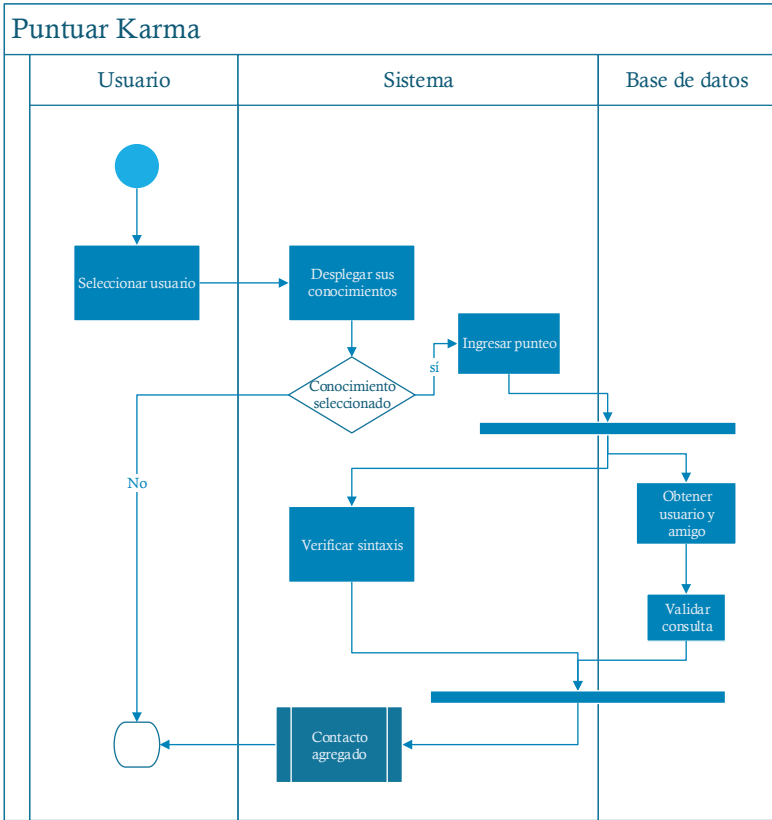 Puntuar Karma
Usuario
Sistema
Base de datos
Seleccionar usuario
Desplegar sus
conocimientos
Ingresar punteo
sí
Conocimiento
seleccionado
No
Obtener
usuario y
amigo
Verificar sintaxis
Validar
consulta
Contacto
agregado